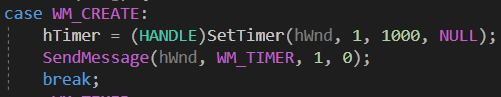 case WM_CREATE:
hTimer = (HANDLE)SetTimer(hWnd, 1, 1000, NULL);
SendMessage(hWnd, WM_TIMER, 1, 0);
break;